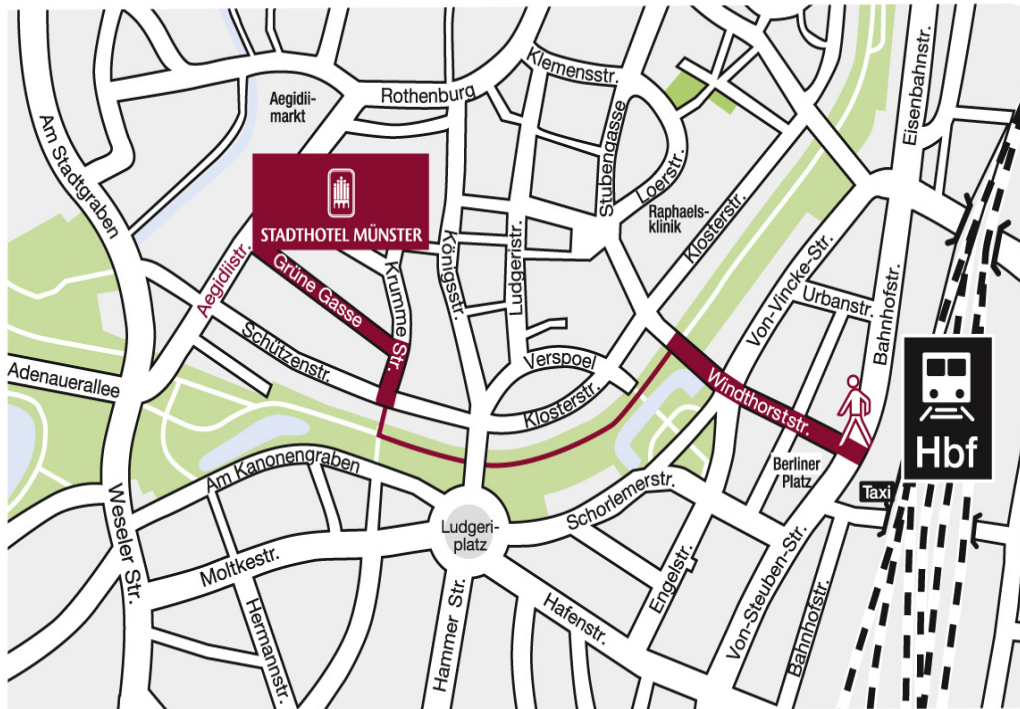 Klemensstr.
Rothenburg
Aegidii-
markt
Eisenbahnstr.
Am Stadtgraben
Stubengasse
Loerstr.
Raphaels-
klinik
Klosterstr.
STADTHOTEL MÜNSTER
Aegidiistr.
Grüne Gasse
Krumme
Str.
Königsstr.
Ludgeristr.
Von-Vincke-Str.
Urbanstr.
Bahnhofstr.
Schützenstr.
Verspoel
Klosterstr.
Windthorststr.
Adenauerallee
Hbf
Berliner
Platz
Taxi
Am Kanonengraben
Weseler Str.
Schorlemerstr.
Ludgeri-
platz
Moltkestr.
Hermannstr.
Hammer Str.
Hafenstr.
Engelstr.
Von-Steuben-Str.
Bahnhofstr.